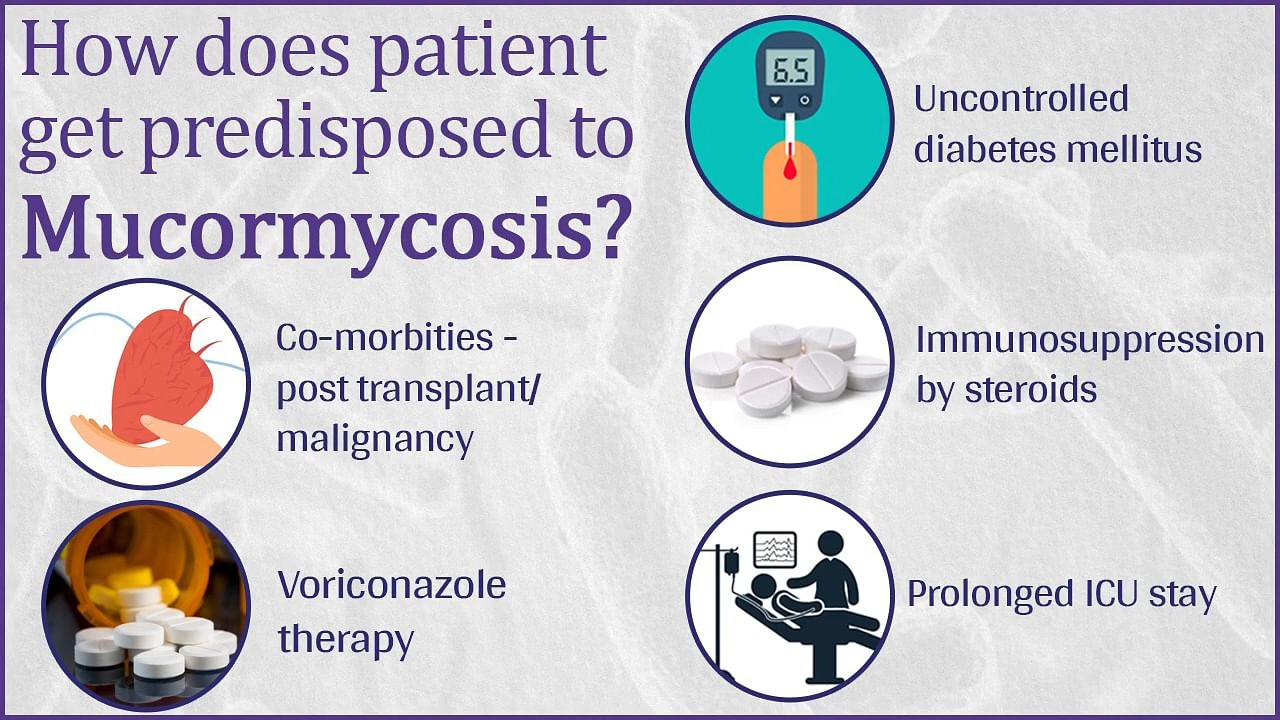 How does patient
get predisposed to
Mucormycosis?
6.5
Uncontrolled
diabetes mellitus
Co-morbities -
post transplant/
malignancy
Immunosuppression
by steroids
Voriconazole
therapy
Prolonged ICU stay